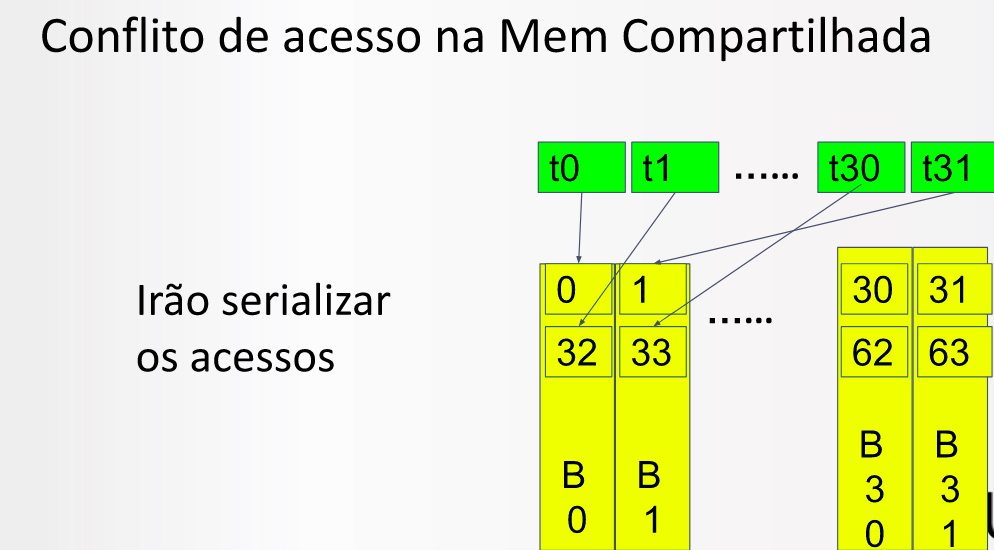 Conflito de acesso na Mem Compartilhada
t0 t1 …... t30 t31
Irão serializar
os acessos
0 1 …... 30 31
32 33 62 63
B B B B
0 1 3 3
0 1